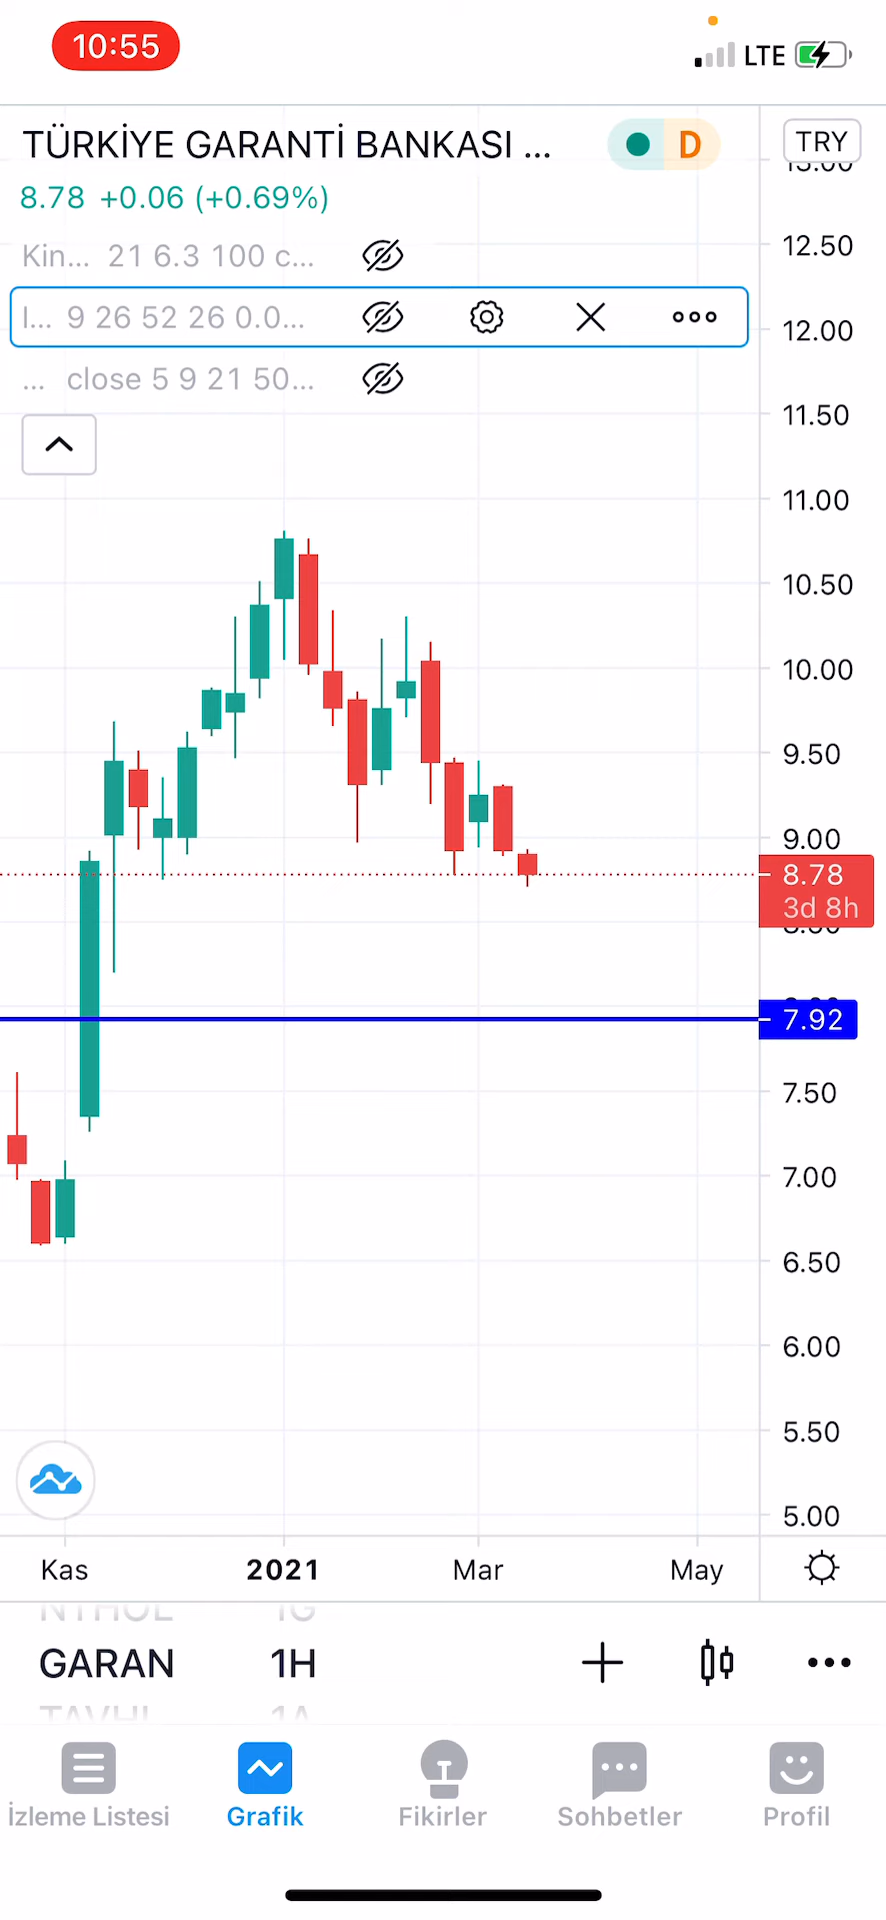 10:55
LTE
TÜRKİYE GARANTİ BANKASI ...
D
TRY
8.78 +0.06 (+0.69%)
Kin... 21 6.3 100 c...
I... 9 26 52 26 0.0...
... close 5 9 21 50...
13.00
12.50
12.00
11.50
11.00
10.50
10.00
9.50
9.00
8.78
3d 8h
8.50
7.92
7.50
7.00
6.50
6.00
5.50
5.00
Kas 2021 Mar May
GARAN 1H
İzleme Listesi
Grafik
Fikirler
Sohbetler
Profil